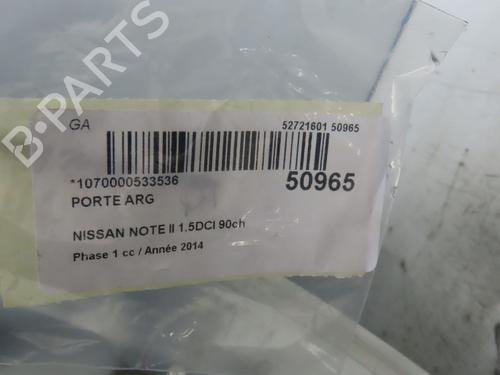 B-PARTS
GA
52721601 50965
*1070000533536
50965
PORTE ARG
NISSAN NOTE II 1.5DCI 90ch
Phase 1 cc / Année 2014